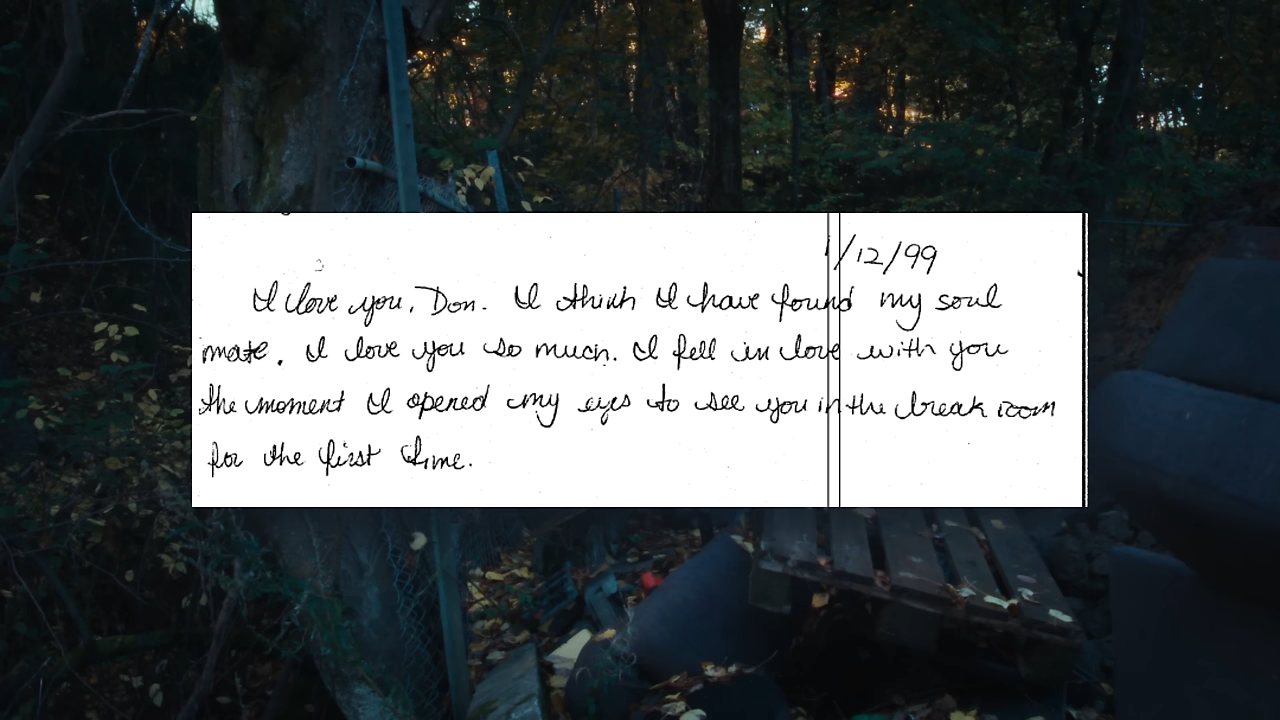 1/12/99
I love you, Don. I think I have found my soul
mate. I love you so much. I fell in love with you
the moment I opened my eyes to see you in the break room
for the first time.